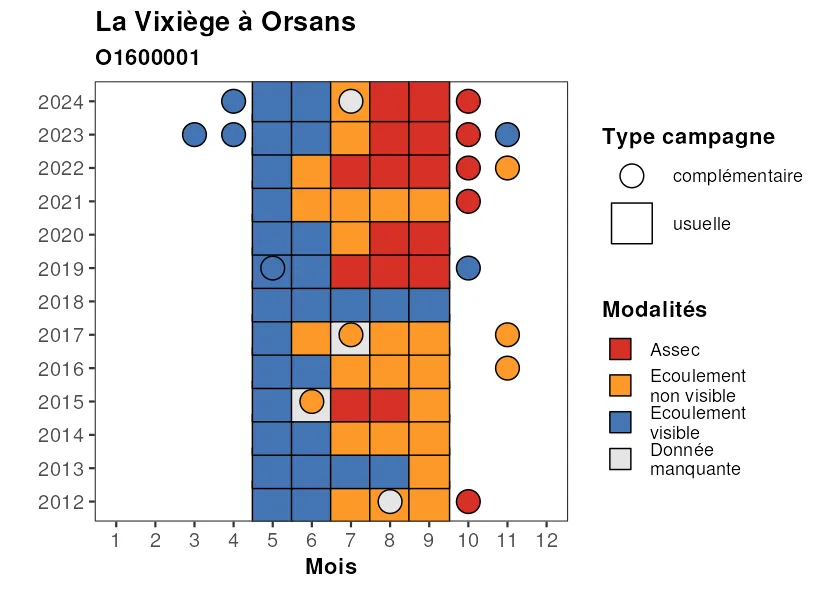 La Vixiège à Orsans
O1600001
2024
2023
2022
2021
2020
2019
2018
2017
2016
2015
2014
2013
2012
1 2 3 4 5 6 7 8 9 10 11 12
Mois
Type campagne
complémentaire
usuelle
Modalités
Assec
Ecoulement
non visible
Ecoulement
visible
Donnée
manquante